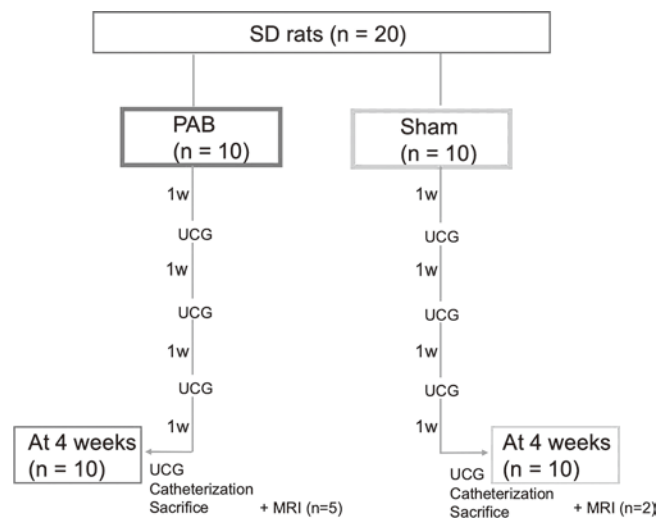 SD rats (n = 20)
PAB
(n = 10)
Sham
(n = 10)
1w
1w
UCG
UCG
1w
1w
UCG
UCG
1w
1w
UCG
UCG
1w
1w
At 4 weeks
(n = 10)
At 4 weeks
(n = 10)
UCG
Catheterization
Sacrifice
+ MRI (n=5)
UCG
Catheterization
Sacrifice
+ MRI (n=2)